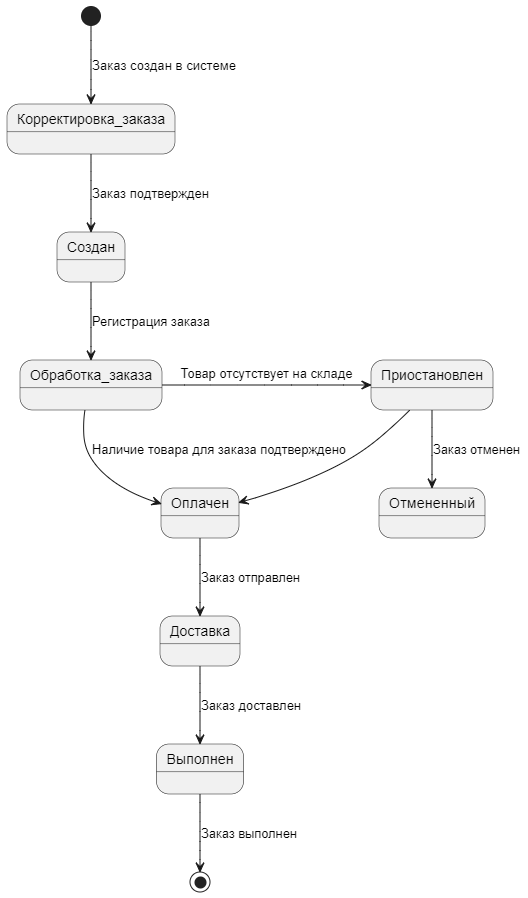 Заказ создан в системе
Корректировка_заказа
Заказ подтвержден
Создан
Регистрация заказа
Обработка_заказа
Товар отсутствует на складе
Приостановлен
Наличие товара для заказа подтверждено
Заказ отменен
Оплачен
Отмененный
Заказ отправлен
Доставка
Заказ доставлен
Выполнен
Заказ выполнен